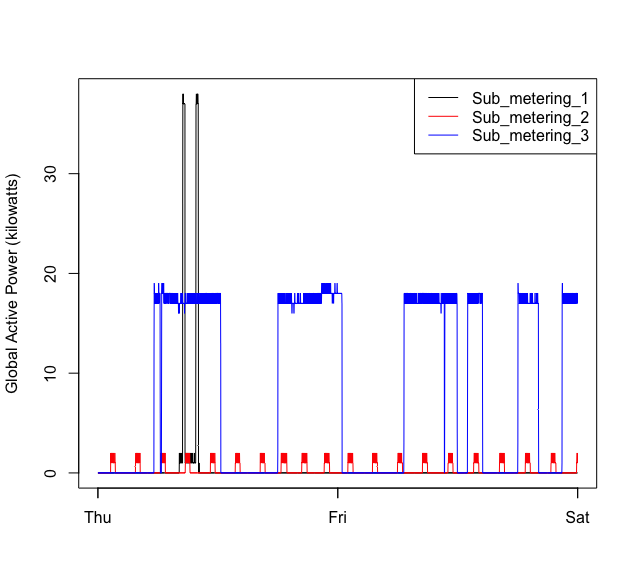 Sub_metering_1
Sub_metering_2
Sub_metering_3
Global Active Power (kilowatts)
30
20
10
0
Thu Fri Sat